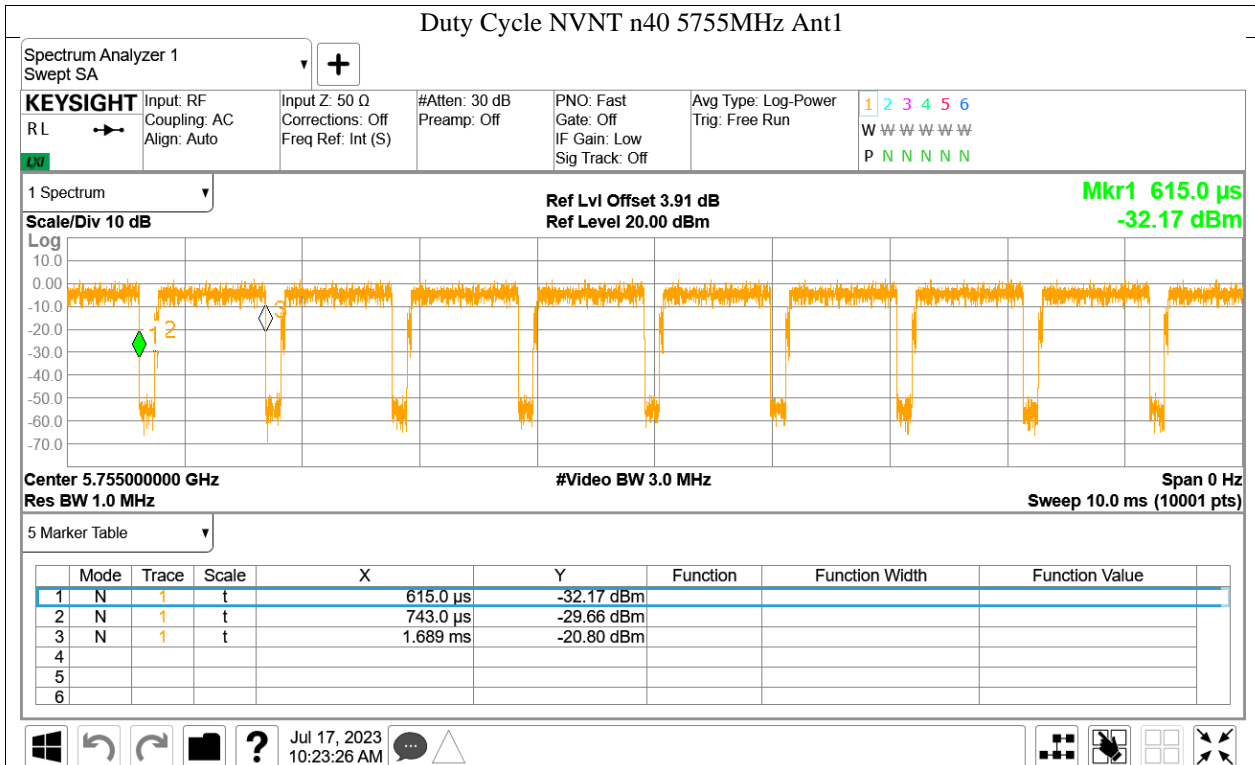 Duty Cycle NVNT n40 5755MHz Ant1
Spectrum Analyzer 1
Swept SA
+
KEYSIGHT
R L
LXI
Input: RF
Coupling: AC
Align: Auto
Input Z: 50 Ω
Corrections: Off
Freq Ref: Int (S)
#Atten: 30 dB
Preamp: Off
PNO: Fast
Gate: Off
IF Gain: Low
Sig Track: Off
Avg Type: Log-Power
Trig: Free Run
1 2 3 4 5 6
W W W W W W
P N N N N N
1 Spectrum
Scale/Div 10 dB
Ref Lvl Offset 3.91 dB
Ref Level 20.00 dBm
Mkr1 615.0 µs
-32.17 dBm
Log
10.0
0.00
-10.0
-20.0
-30.0
-40.0
-50.0
-60.0
-70.0
1 2 3
Center 5.755000000 GHz
Res BW 1.0 MHz
#Video BW 3.0 MHz
Span 0 Hz
Sweep 10.0 ms (10001 pts)
5 Marker Table
Mode Trace Scale X Y Function Function Width Function Value
1 N 1 t 615.0 µs -32.17 dBm
2 N 1 t 743.0 µs -29.66 dBm
3 N 1 t 1.689 ms -20.80 dBm
4
5
6
?
Jul 17, 2023
10:23:26 AM